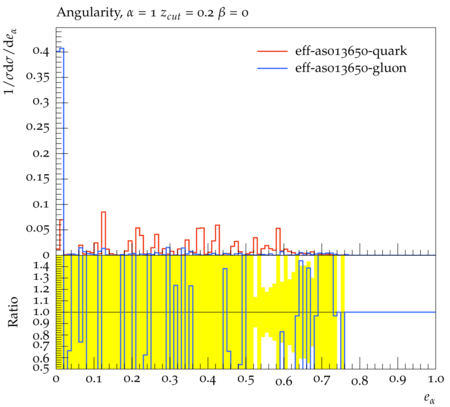 Angularity, α = 1 z_cut = 0.2 β = 0
1/σdσ/de_α
eff-as013650-quark
eff-as013650-gluon
0.4
0.35
0.3
0.25
0.2
0.15
0.1
0.05
0
Ratio
1.4
1.3
1.2
1.1
1.0
0.9
0.8
0.7
0.6
0.5
0 0.1 0.2 0.3 0.4 0.5 0.6 0.7 0.8 0.9 1.0
e_α